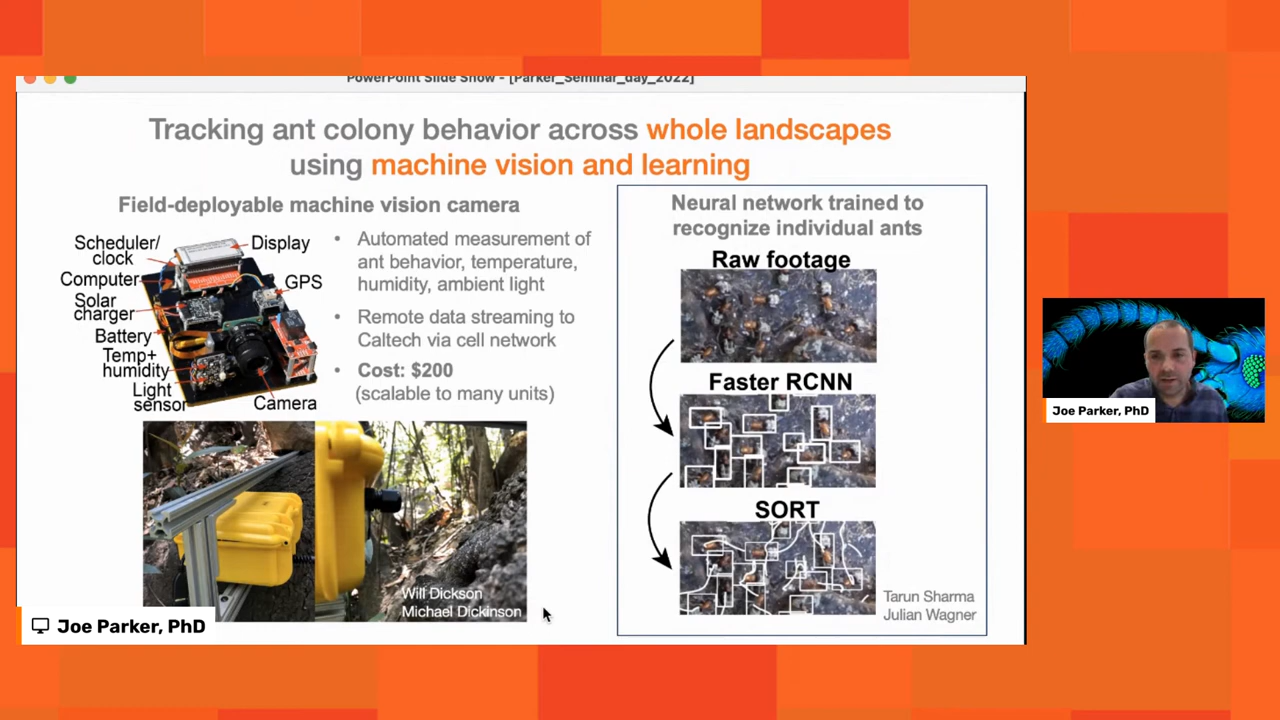 PowerPoint Slide Show - [Parker_Seminar_day_2022]
Tracking ant colony behavior across whole landscapes
using machine vision and learning
Field-deployable machine vision camera
Scheduler/
clock
Display
Computer
GPS
Solar
charger
Battery
Temp+
humidity
Light
sensor
Camera
• Automated measurement of
ant behavior, temperature,
humidity, ambient light
• Remote data streaming to
Caltech via cell network
• Cost: $200
(scalable to many units)
Will Dickson
Michael Dickinson
Neural network trained to
recognize individual ants
Raw footage
Faster RCNN
SORT
Tarun Sharma
Julian Wagner
Joe Parker, PhD
Joe Parker, PhD